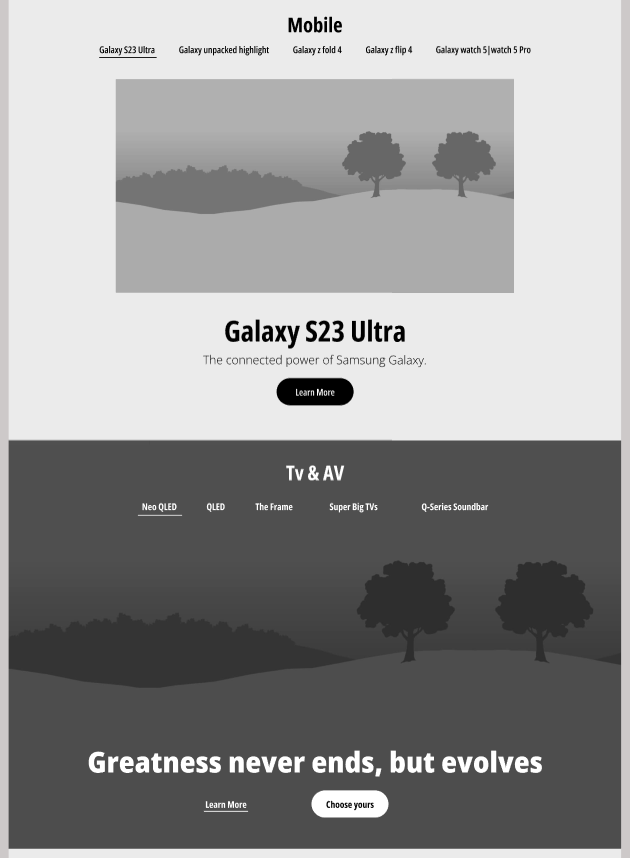 Mobile
Galaxy S23 Ultra Galaxy unpacked highlight Galaxy z fold 4 Galaxy z flip 4 Galaxy watch 5|watch 5 Pro
Galaxy S23 Ultra
The connected power of Samsung Galaxy.
Learn More
Tv & AV
Neo QLED QLED The Frame Super Big TVs Q-Series Soundbar
Greatness never ends, but evolves
Learn More Choose yours